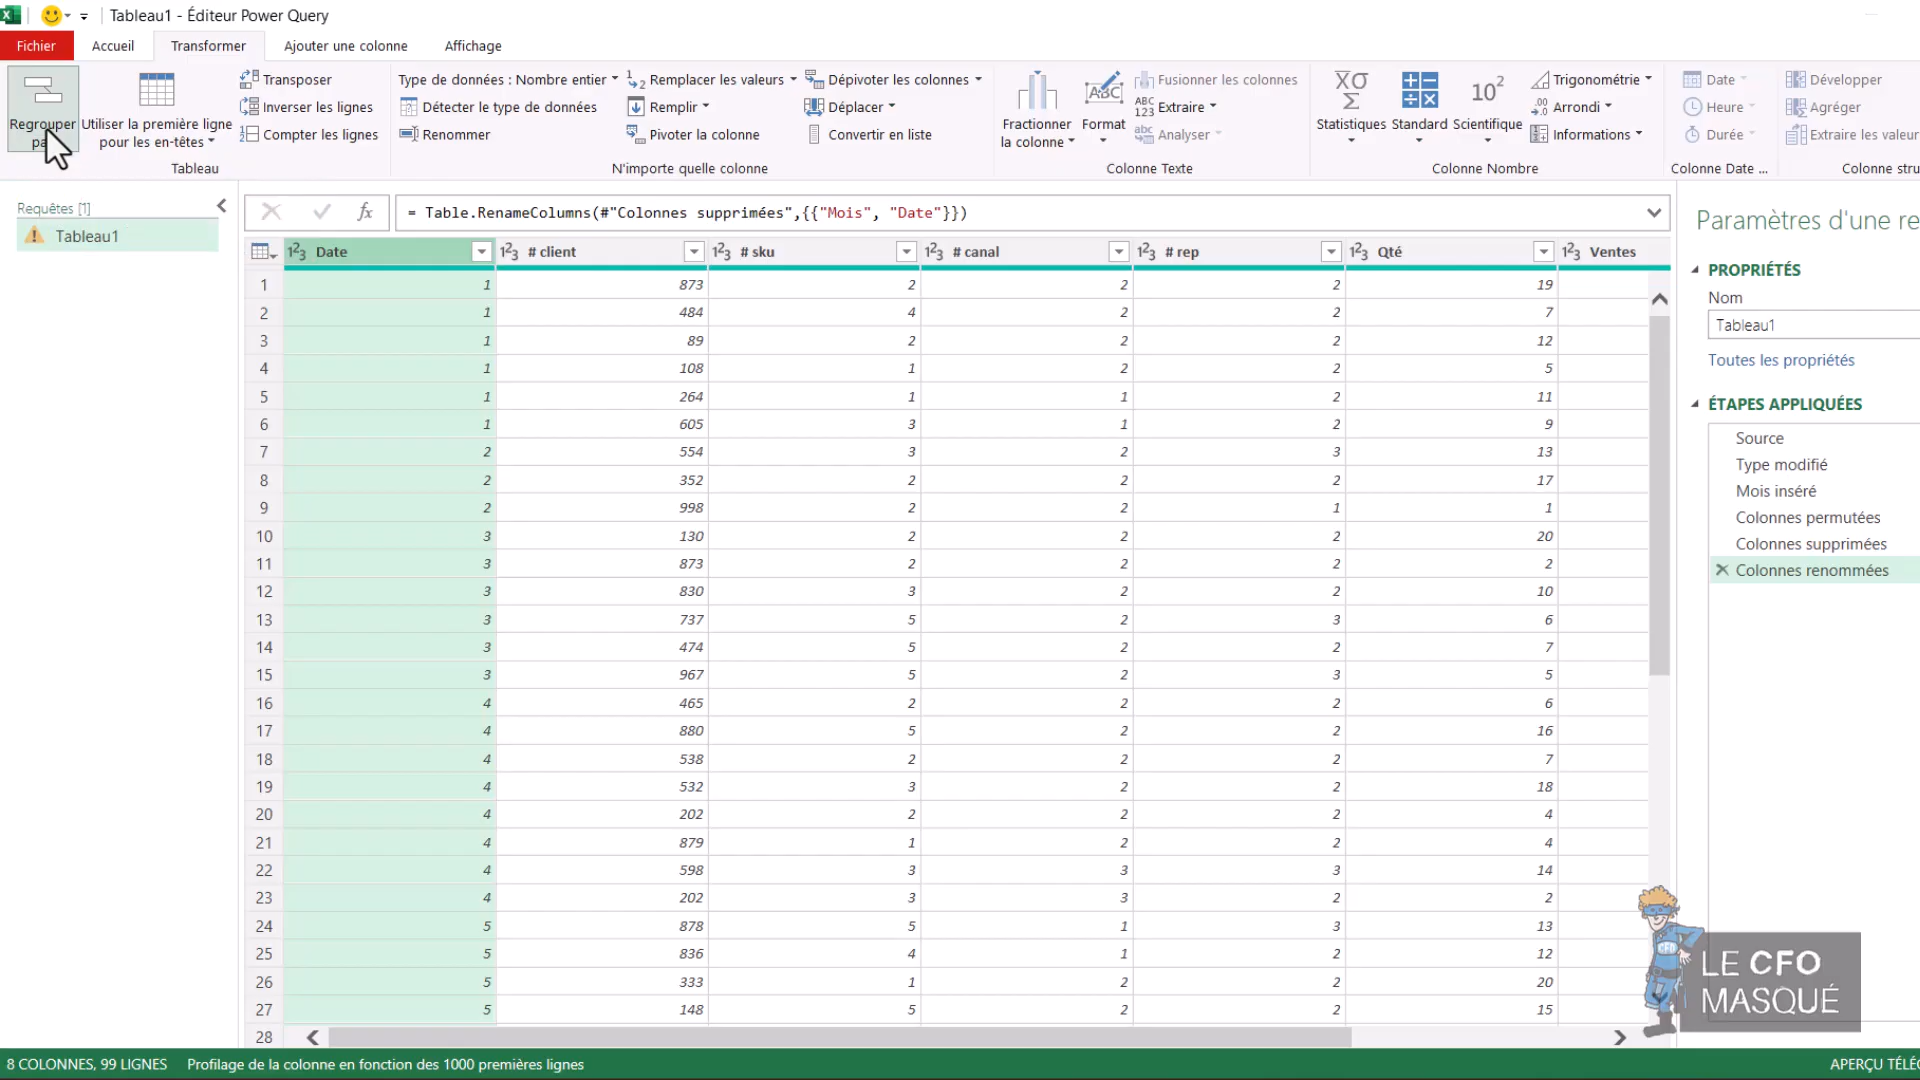 Tableau1 - Éditeur Power Query
Fichier Accueil Transformer Ajouter une colonne Affichage
Regrouper
Utiliser la première ligne
pour les en-têtes
Transposer
Inverser les lignes
Compter les lignes
Tableau
Type de données : Nombre entier
Détecter le type de données
Renommer
Remplacer les valeurs
Remplir
Pivoter la colonne
Dépivoter les colonnes
Déplacer
Convertir en liste
N'importe quelle colonne
Fractionner
la colonne
Format
Fusionner les colonnes
Extraire
Analyser
Colonne Texte
Statistiques
Standard
Scientifique
Trigonométrie
Arrondi
Informations
Colonne Nombre
Date
Heure
Durée
Colonne Date ...
Développer
Agréger
Extraire les valeur
Colonne stru
Requêtes [1]
Tableau1
= Table.RenameColumns(#"Colonnes supprimées",{{"Mois", "Date"}})
Date # client # sku # canal # rep Qté Ventes
1 1 873 2 2 2 19
2 1 484 4 2 2 7
3 1 89 2 2 2 12
4 1 108 1 2 2 5
5 1 264 1 1 2 11
6 1 605 3 1 2 9
7 2 554 3 2 3 13
8 2 352 2 2 2 17
9 2 998 2 2 1 1
10 3 130 2 2 2 20
11 3 873 2 2 2 2
12 3 830 3 2 2 10
13 3 737 5 2 3 6
14 3 474 5 2 2 7
15 3 967 5 2 3 5
16 4 465 2 2 2 6
17 4 880 5 2 2 16
18 4 538 2 2 2 7
19 4 532 3 2 2 18
20 4 202 2 2 2 4
21 4 879 1 2 2 4
22 4 598 3 3 3 14
23 4 202 3 3 2 2
24 5 878 5 1 3 13
25 5 836 4 1 2 12
26 5 333 1 2 2 20
27 5 148 5 2 2 15
28
Paramètres d'une re
PROPRIÉTÉS
Nom
Tableau1
Toutes les propriétés
ÉTAPES APPLIQUÉES
Source
Type modifié
Mois inséré
Colonnes permutées
Colonnes supprimées
Colonnes renommées
LE CFO
MASQUÉ
8 COLONNES, 99 LIGNES Profilage de la colonne en fonction des 1000 premières lignes
APERÇU TÉLÉC